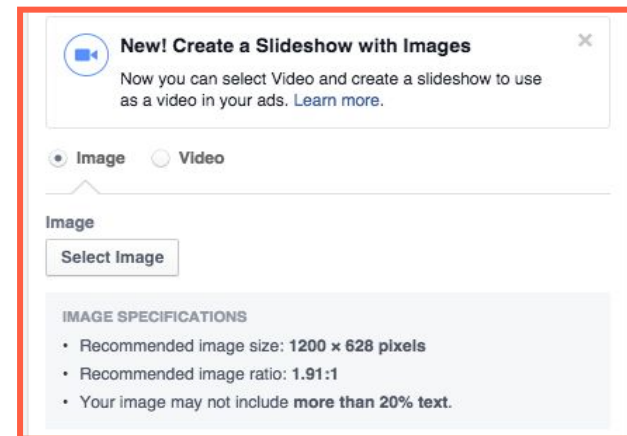 New! Create a Slideshow with Images
Now you can select Video and create a slideshow to use
as a video in your ads. Learn more.
Image
Video
Image
Select Image
IMAGE SPECIFICATIONS
• Recommended image size: 1200 × 628 pixels
• Recommended image ratio: 1.91:1
• Your image may not include more than 20% text.